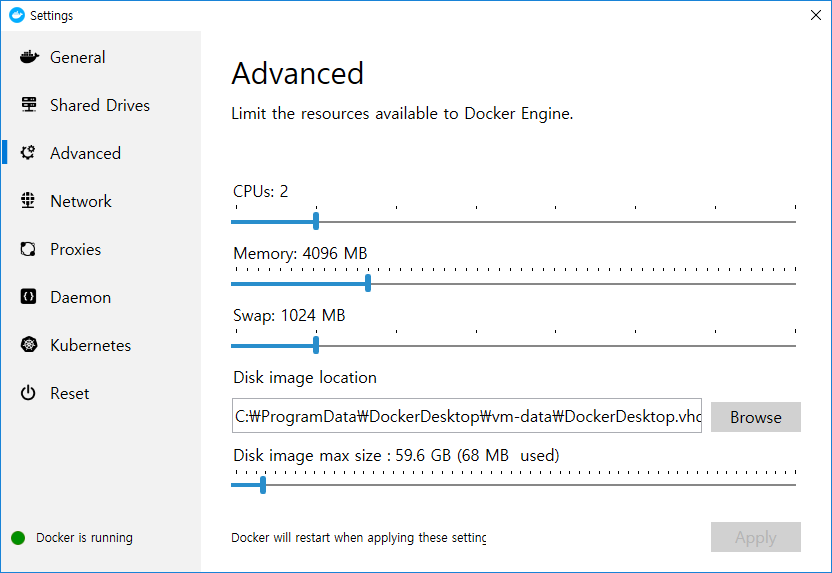 Settings
General
Shared Drives
Advanced
Network
Proxies
Daemon
Kubernetes
Reset
Docker is running
Advanced
Limit the resources available to Docker Engine.
CPUs: 2
Memory: 4096 MB
Swap: 1024 MB
Disk image location
C:₩ProgramData₩DockerDesktop₩vm-data₩DockerDesktop.vhd
Browse
Disk image max size : 59.6 GB (68 MB  used)
Docker will restart when applying these setting
Apply